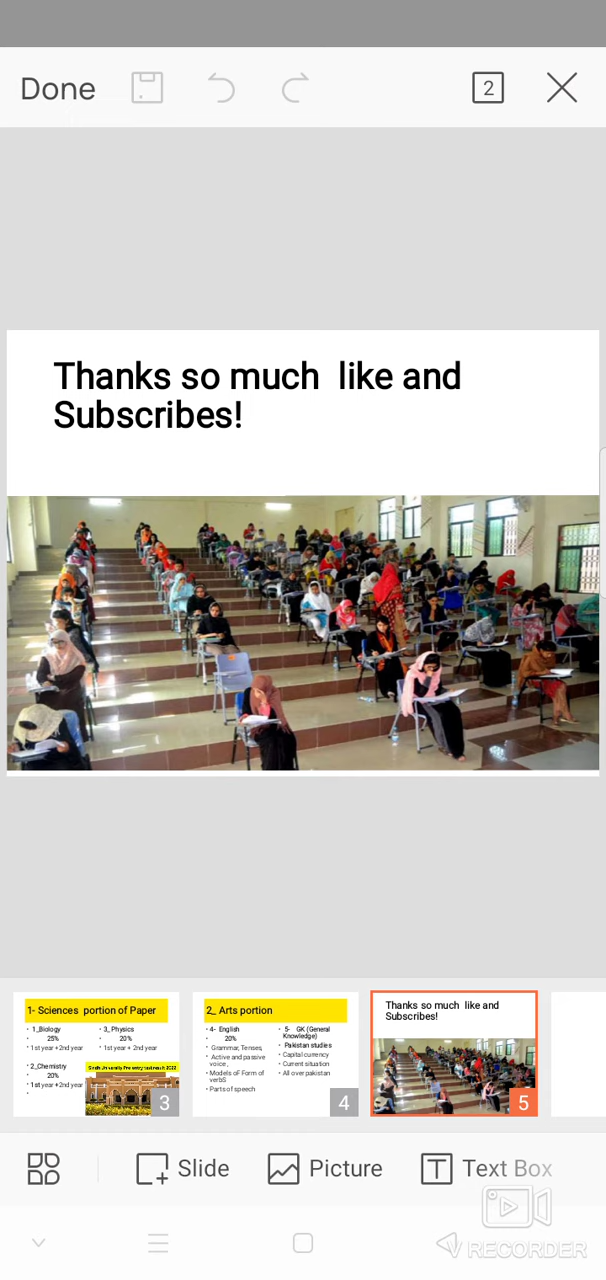 Done
2
Thanks so much like and
Subscribes!
1- Sciences portion of Paper
1_Biology
25%
1st year +2nd year
2_Chemistry
20%
1st year +2nd year
3_ Physics
20%
1st year + 2nd year
3
2_ Arts portion
4- English
20%
Grammar, Tenses,
Active and passive
voice ,
Models oF Form of
verbS
Parts of speech
5- GK (General
Knowledge)
Pakistan studies
Capital currency
Current situation
All over pakistan
4
Thanks so much like and
Subscribes!
5
Slide
Picture
Text Box
RECORDER